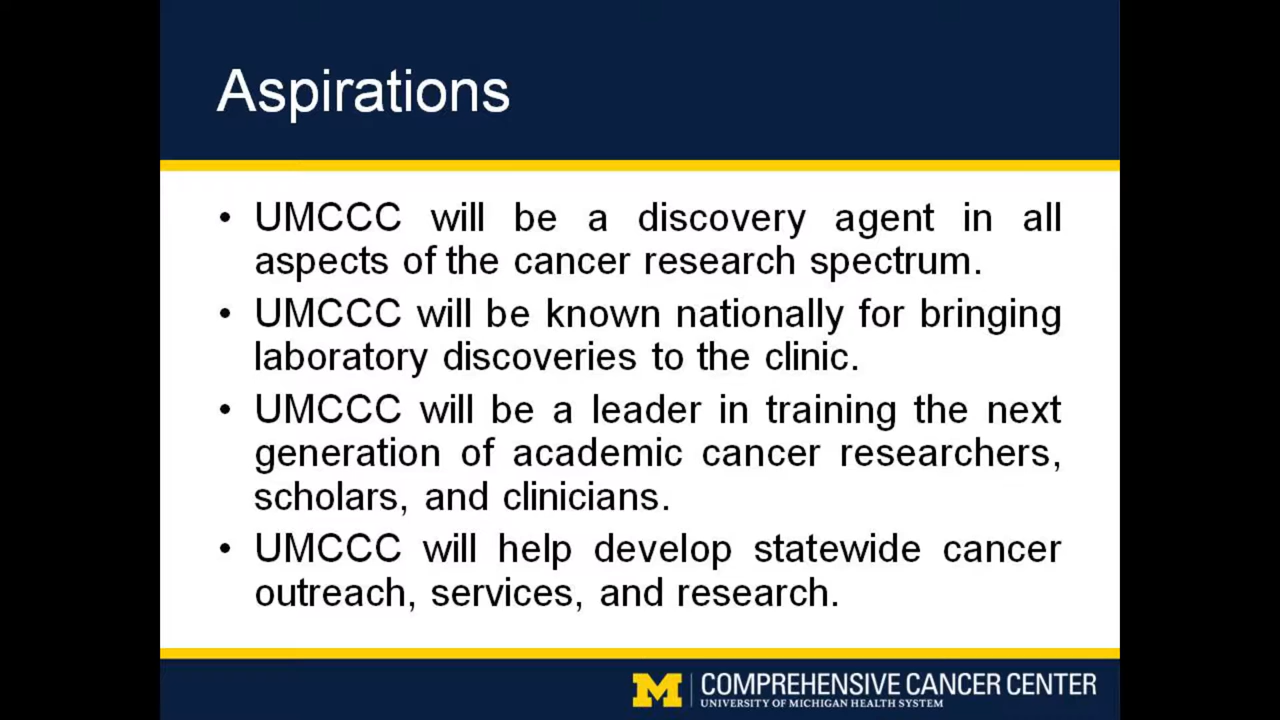 Aspirations
• UMCCC will be a discovery agent in all
aspects of the cancer research spectrum.
• UMCCC will be known nationally for bringing
laboratory discoveries to the clinic.
• UMCCC will be a leader in training the next
generation of academic cancer researchers,
scholars, and clinicians.
• UMCCC will help develop statewide cancer
outreach, services, and research.
M COMPREHENSIVE CANCER CENTER
UNIVERSITY OF MICHIGAN HEALTH SYSTEM